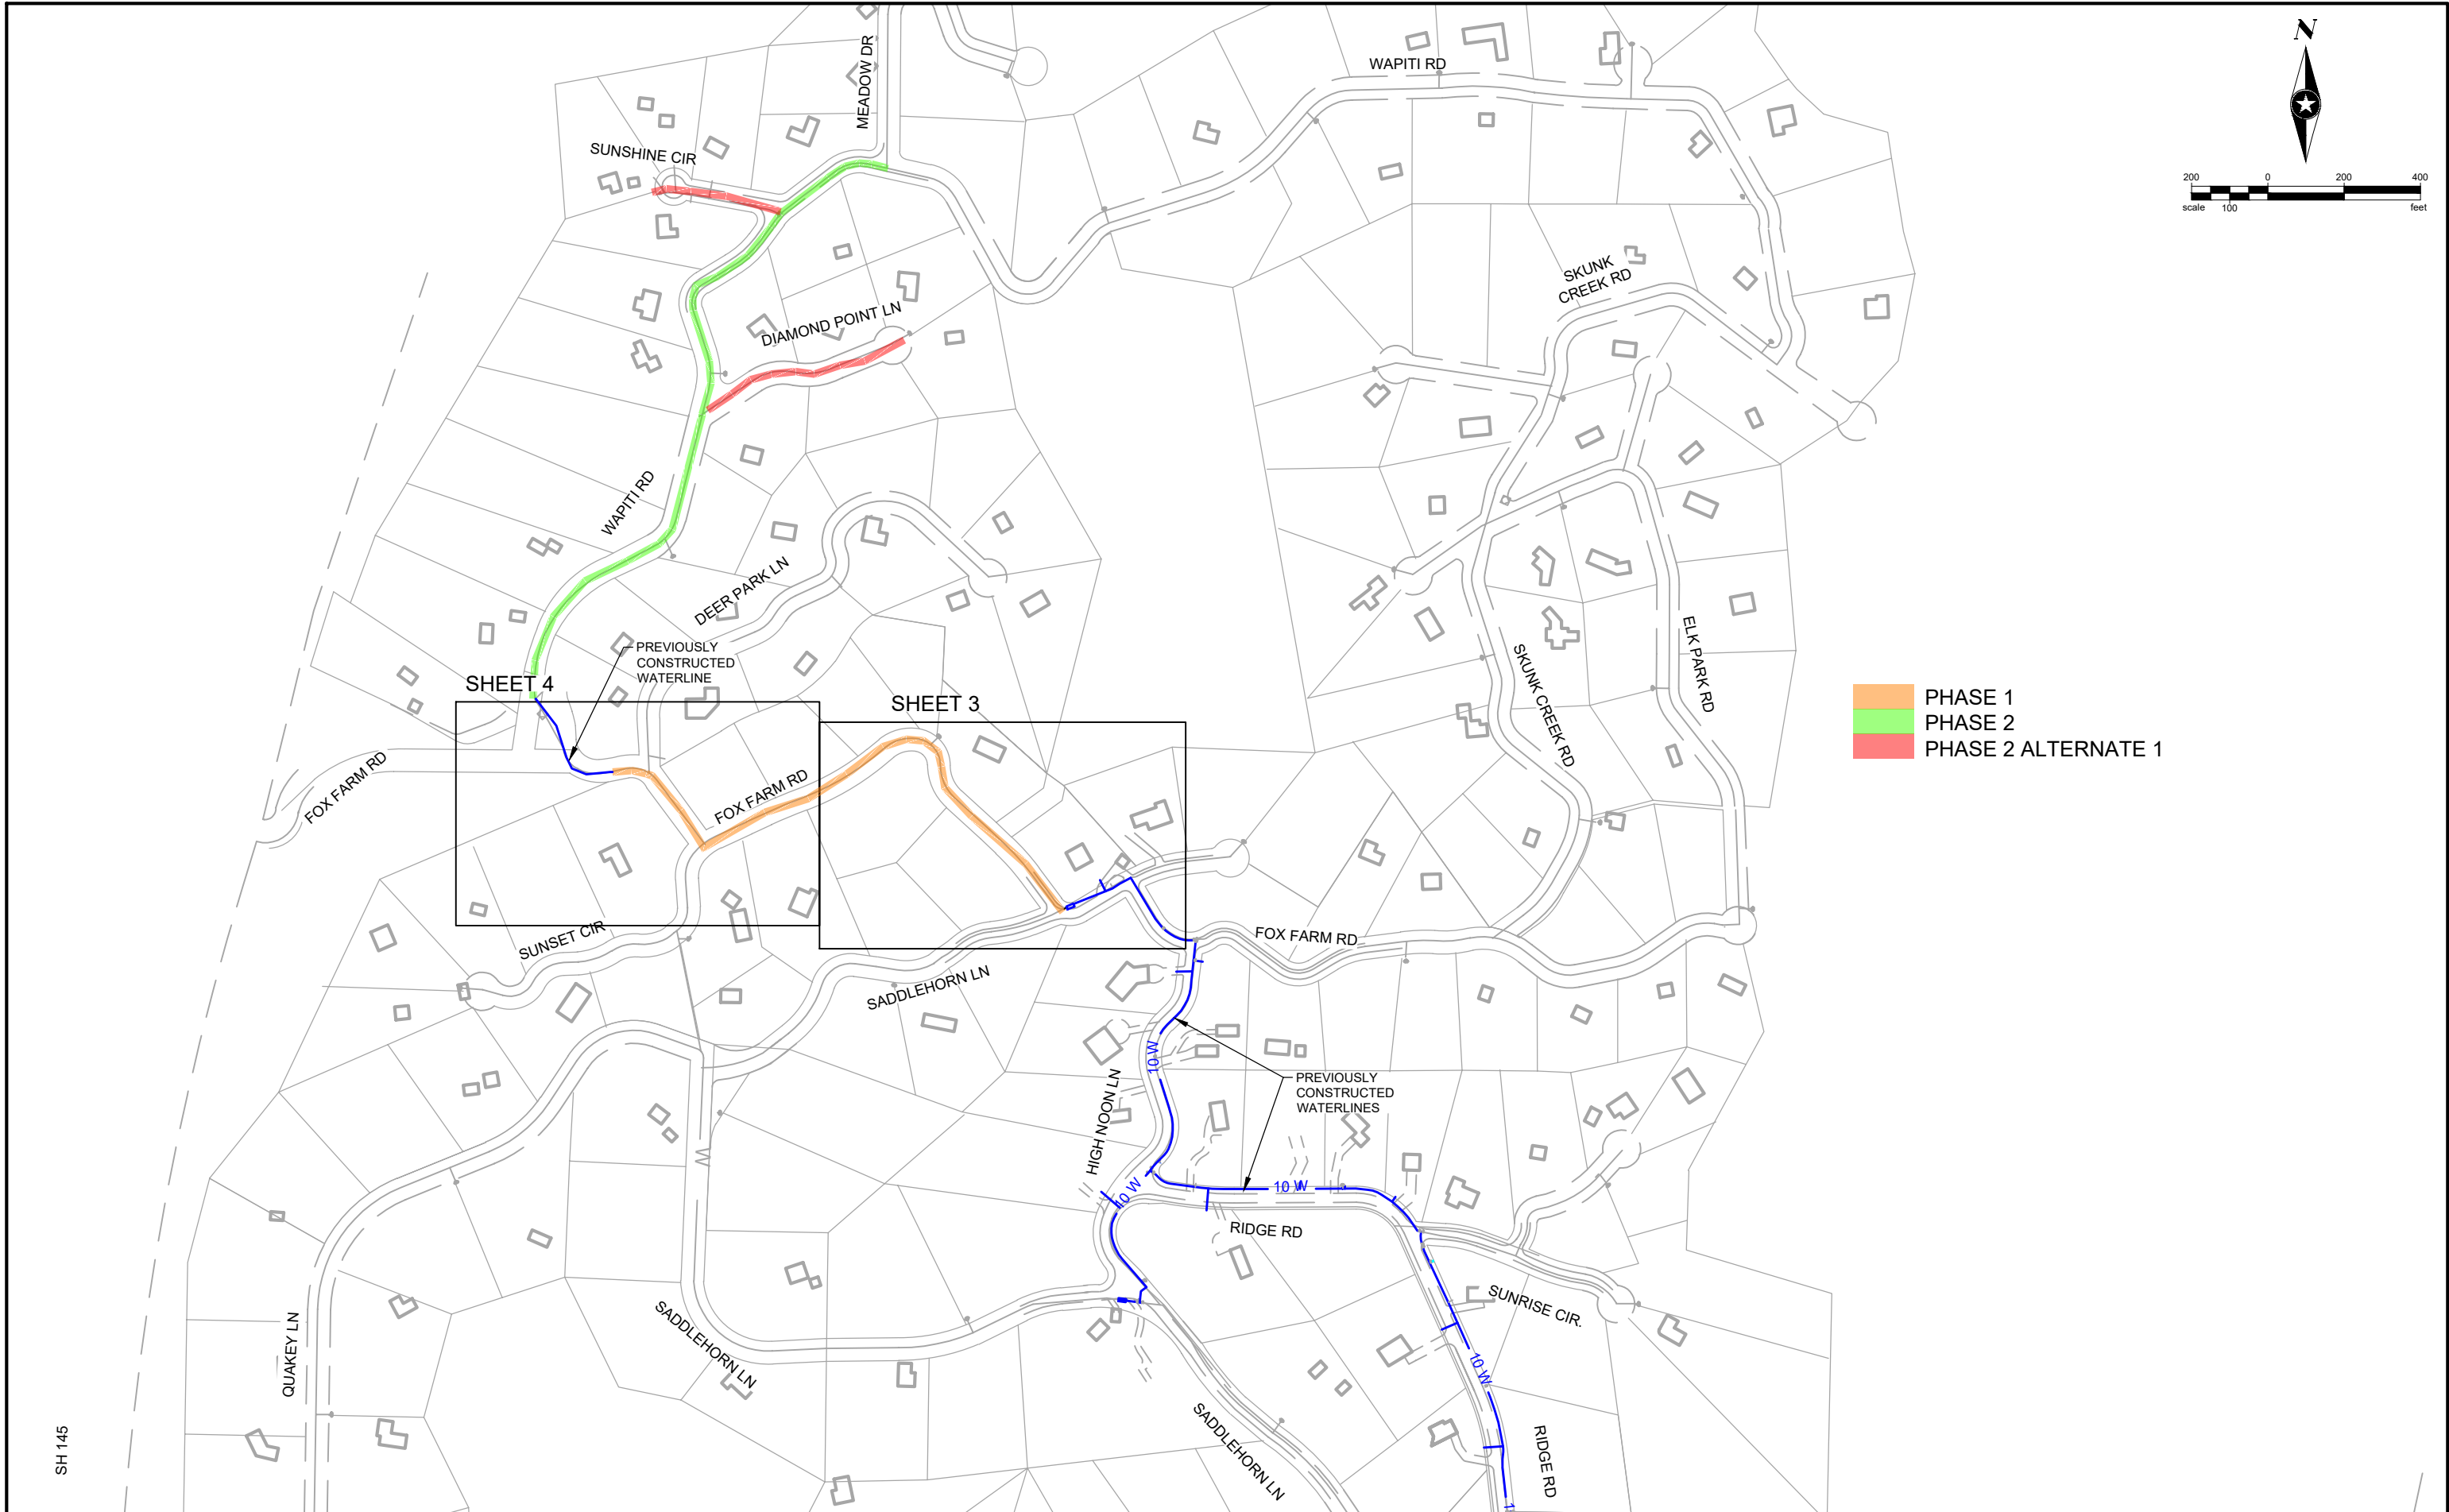 N
MEADOW DR
WAPITI RD
SUNSHINE CIR
200 0 200 400
scale 100 feet
SKUNK
CREEK RD
DIAMOND POINT LN
WAPITI RD
DEER PARK LN
ELK PARK RD
PREVIOUSLY
CONSTRUCTED
WATERLINE
SHEET 4
SHEET 3
SKUNK CREEK RD
PHASE 1
PHASE 2
PHASE 2 ALTERNATE 1
FOX FARM RD
FOX FARM RD
SUNSET CIR
FOX FARM RD
SADDLEHORN LN
10 W
PREVIOUSLY
CONSTRUCTED
WATERLINES
HIGH NOON LN
W
10 W
10 W
RIDGE RD
SUNRISE CIR.
SADDLEHORN LN
QUAKEY LN
10 W
SADDLEHORN LN
RIDGE RD
SH 145
1